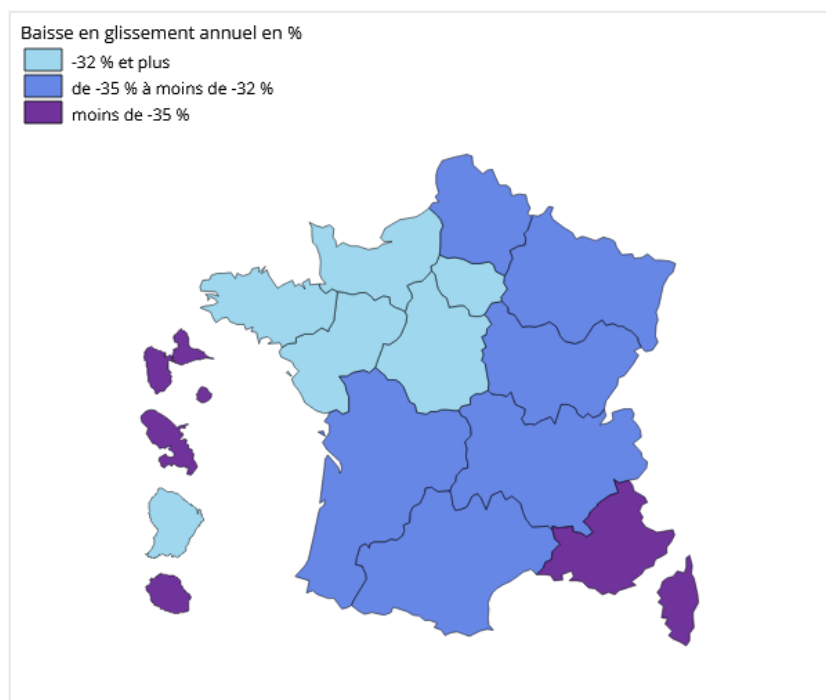 Baisse en glissement annuel en %
-32 % et plus
de -35 % à moins de -32 %
moins de -35 %